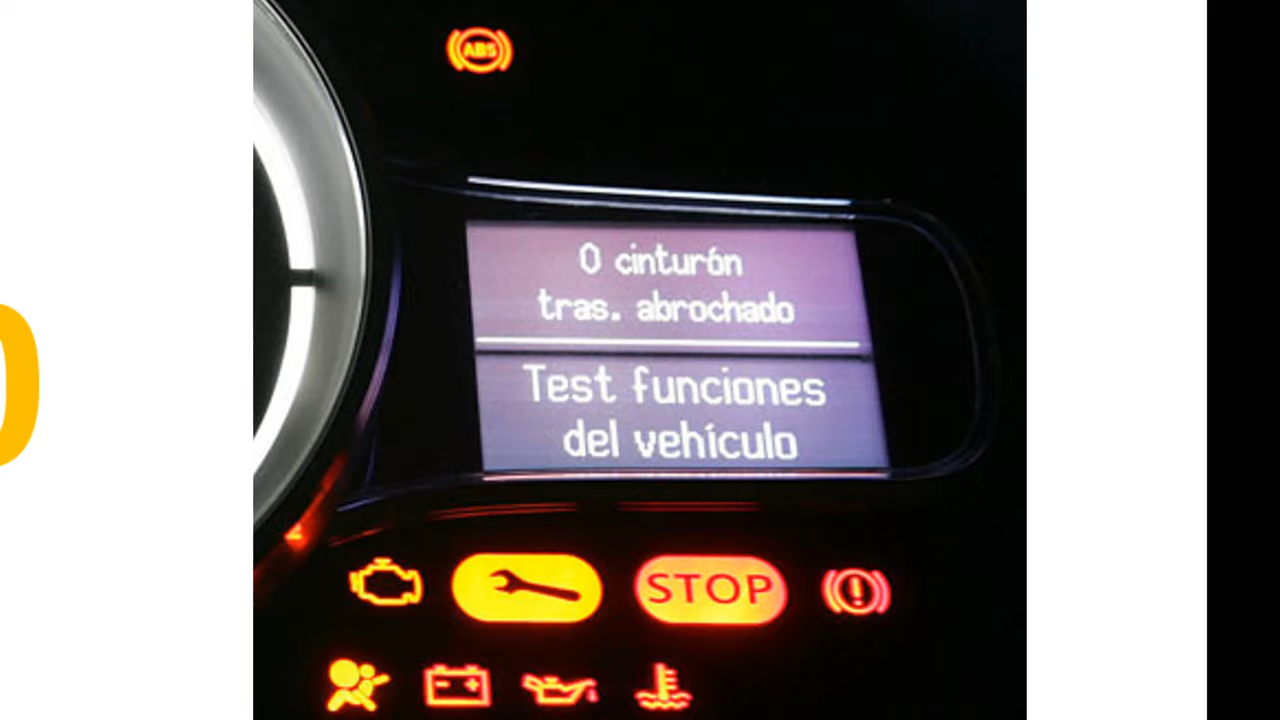 ABS
0 cinturón
tras. abrochado
Test funciones
del vehículo
STOP